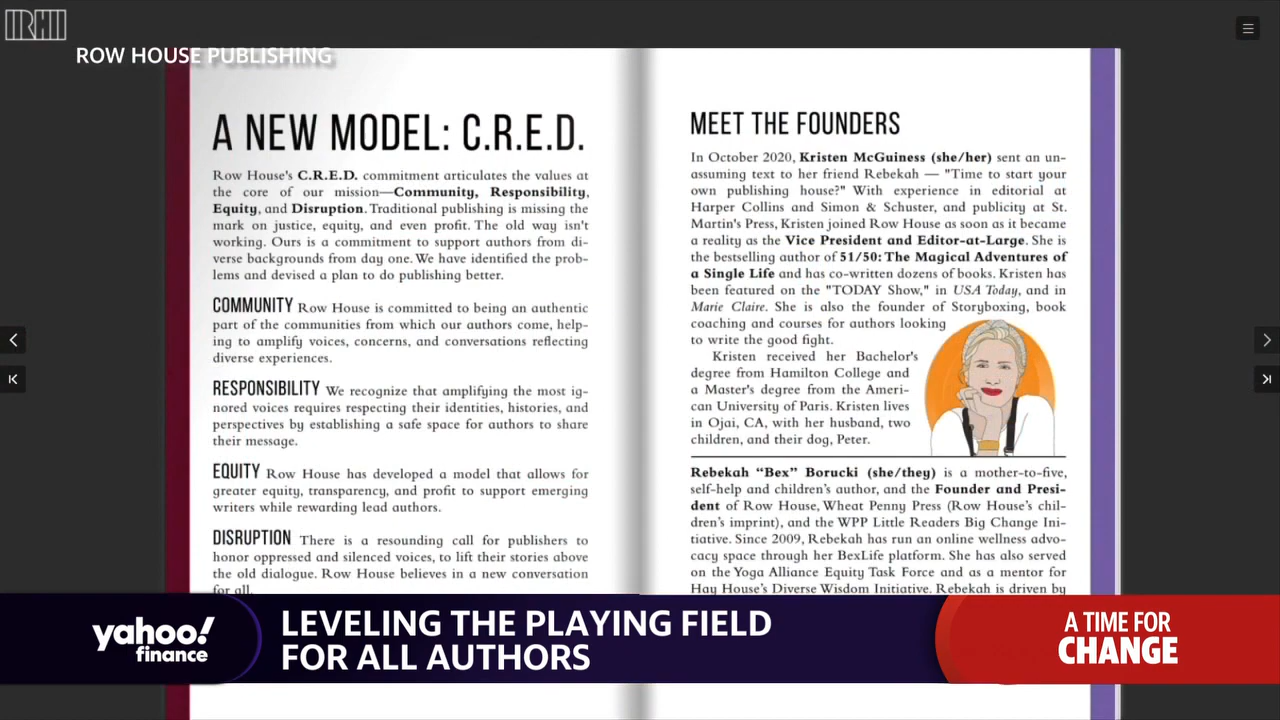 RHI
ROW HOUSE PUBLISHING
A NEW MODEL: C.R.E.D.
Row House's C.R.E.D. commitment articulates the values at
the core of our mission—Community, Responsibility,
Equity, and Disruption. Traditional publishing is missing the
mark on justice, equity, and even profit. The old way isn't
working. Ours is a commitment to support authors from di-
verse backgrounds from day one. We have identified the prob-
lems and devised a plan to do publishing better.
COMMUNITY Row House is committed to being an authentic
part of the communities from which our authors come, help-
ing to amplify voices, concerns, and conversations reflecting
diverse experiences.
RESPONSIBILITY We recognize that amplifying the most ig-
nored voices requires respecting their identities, histories, and
perspectives by establishing a safe space for authors to share
their message.
EQUITY Row House has developed a model that allows for
greater equity, transparency, and profit to support emerging
writers while rewarding lead authors.
DISRUPTION There is a resounding call for publishers to
honor oppressed and silenced voices, to lift their stories above
the old dialogue. Row House believes in a new conversation
for all.
MEET THE FOUNDERS
In October 2020, Kristen McGuiness (she/her) sent an un-
assuming text to her friend Rebekah — "Time to start your
own publishing house?" With experience in editorial at
Harper Collins and Simon & Schuster, and publicity at St.
Martin's Press, Kristen joined Row House as soon as it became
a reality as the Vice President and Editor-at-Large. She is
the bestselling author of 51/50: The Magical Adventures of
a Single Life and has co-written dozens of books. Kristen has
been featured on the "TODAY Show," in USA Today, and in
Marie Claire. She is also the founder of Storyboxing, book
coaching and courses for authors looking
to write the good fight.
Kristen received her Bachelor's
degree from Hamilton College and
a Master's degree from the Ameri-
can University of Paris. Kristen lives
in Ojai, CA, with her husband, two
children, and their dog, Peter.
Rebekah “Bex” Borucki (she/they) is a mother-to-five,
self-help and children’s author, and the Founder and Presi-
dent of Row House, Wheat Penny Press (Row House’s chil-
dren’s imprint), and the WPP Little Readers Big Change Ini-
tiative. Since 2009, Rebekah has run an online wellness advo-
cacy space through her BexLife platform. She has also served
on the Yoga Alliance Equity Task Force and as a mentor for
Hay House’s Diverse Wisdom Initiative. Rebekah is driven by
yahoo!
finance
LEVELING THE PLAYING FIELD
FOR ALL AUTHORS
A TIME FOR
CHANGE